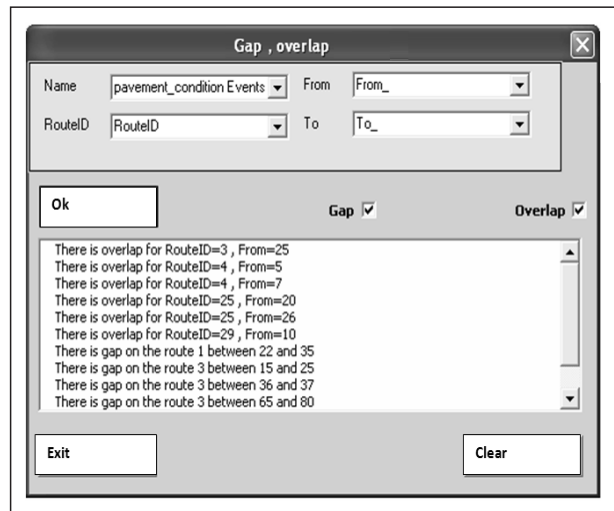 Gap , overlap
Name pavement_condition Events From From_
RouteID RouteID To To_
Ok Gap Overlap
There is overlap for RouteID=3 , From=25
There is overlap for RouteID=4 , From=5
There is overlap for RouteID=4 , From=7
There is overlap for RouteID=25 , From=20
There is overlap for RouteID=25 , From=26
There is overlap for RouteID=29 , From=10
There is gap on the route 1 between 22 and 35
There is gap on the route 3 between 15 and 25
There is gap on the route 3 between 36 and 37
There is gap on the route 3 between 65 and 80
Exit Clear